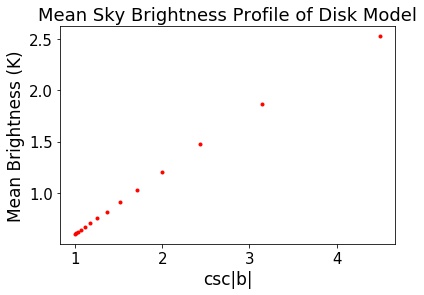 Mean Sky Brightness Profile of Disk Model
Mean Brightness (K)
2.5
2.0
1.5
1.0
1 2 3 4
csc|b|